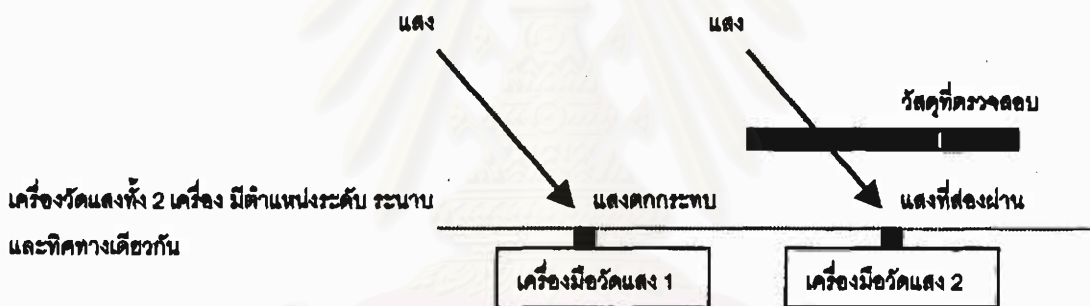 แสง
แสง
วัสดุที่ตรวจสอบ
เครื่องวัดแสงทั้ง 2 เครื่อง มีตำแหน่งระดับ ระนาบ
และทิศทางเดียวกัน
แสงตกกระทบ
แสงที่ส่องผ่าน
เครื่องมือวัดแสง 1
เครื่องมือวัดแสง 2